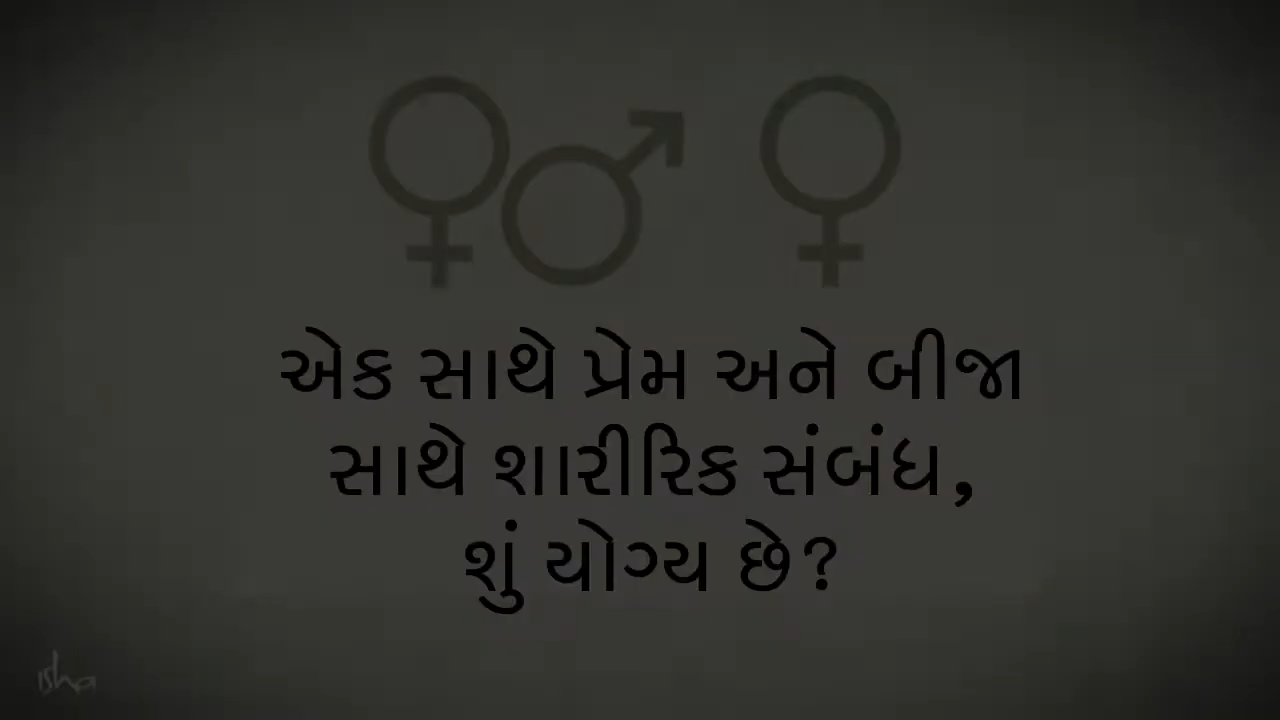 એક સાથે પ્રેમ અને બીજા
સાથે શારીરિક સંબંધ,
શું યોગ્ય છે?
isha